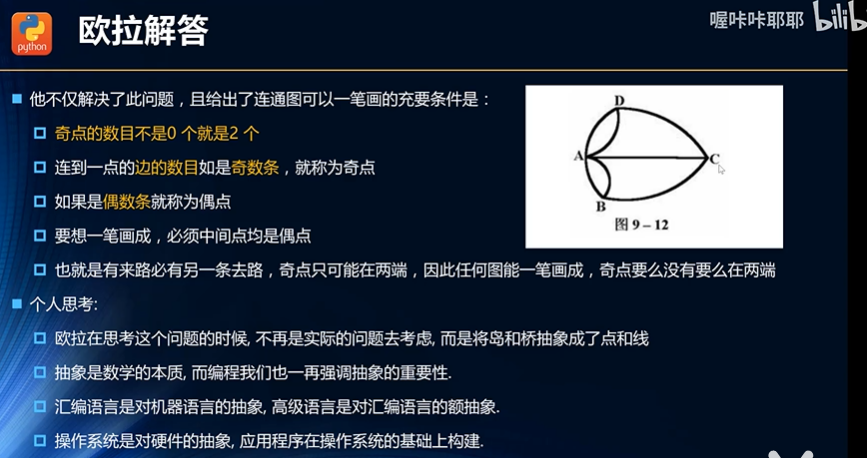 python
欧拉解答
喔咔咔耶耶 bilib
他不仅解决了此问题，且给出了连通图可以一笔画的充要条件是：
奇点的数目不是0 个就是2 个
连到一点的边的数目如是奇数条，就称为奇点
如果是偶数条就称为偶点
要想一笔画成，必须中间点均是偶点
也就是有来路必有另一条去路，奇点只可能在两端，因此任何图能一笔画成，奇点要么没有要么在两端
D
A
C
B
图 9－12
个人思考:
欧拉在思考这个问题的时候, 不再是实际的问题去考虑, 而是将岛和桥抽象成了点和线
抽象是数学的本质, 而编程我们也一再强调抽象的重要性.
汇编语言是对机器语言的抽象, 高级语言是对汇编语言的额抽象.
操作系统是对硬件的抽象, 应用程序在操作系统的基础上构建.